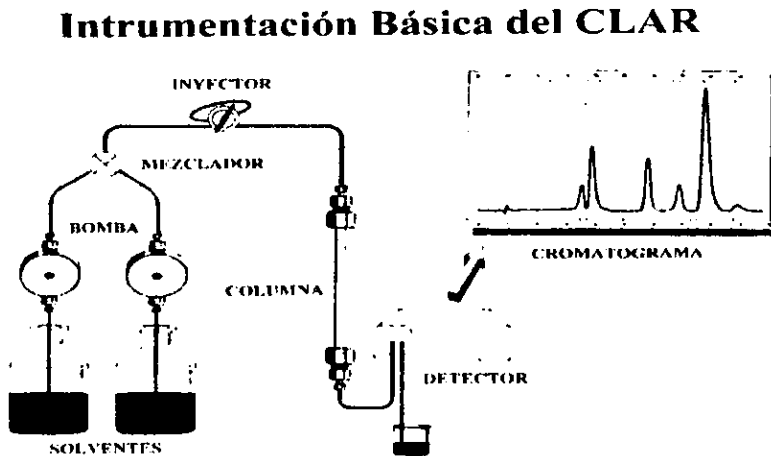 Intrumentación Básica del CLAR
INYECTOR
MEZCLADOR
BOMBA
CROMATOGRAMA
COLUMNA
DETECTOR
SOLVENTES